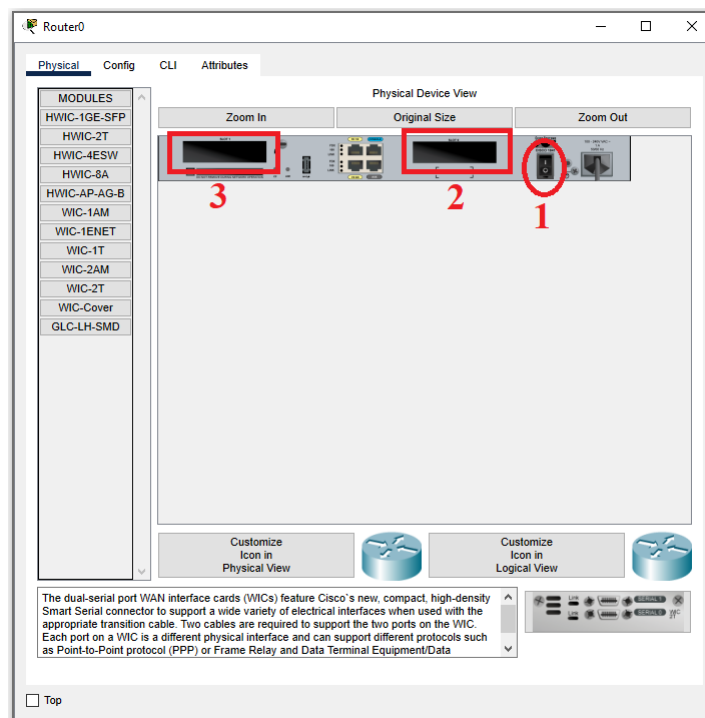 Router0
Physical Config CLI Attributes
MODULES
HWIC-1GE-SFP
HWIC-2T
HWIC-4ESW
HWIC-8A
HWIC-AP-AG-B
WIC-1AM
WIC-1ENET
WIC-1T
WIC-2AM
WIC-2T
WIC-Cover
GLC-LH-SMD
Physical Device View
Zoom In Original Size Zoom Out
3 2 1
Customize
Icon in
Physical View
Customize
Icon in
Logical View
The dual-serial port WAN interface cards (WICs) feature Cisco`s new, compact, high-density
Smart Serial connector to support a wide variety of electrical interfaces when used with the
appropriate transition cable. Two cables are required to support the two ports on the WIC.
Each port on a WIC is a different physical interface and can support different protocols such
as Point-to-Point protocol (PPP) or Frame Relay and Data Terminal Equipment/Data
Top